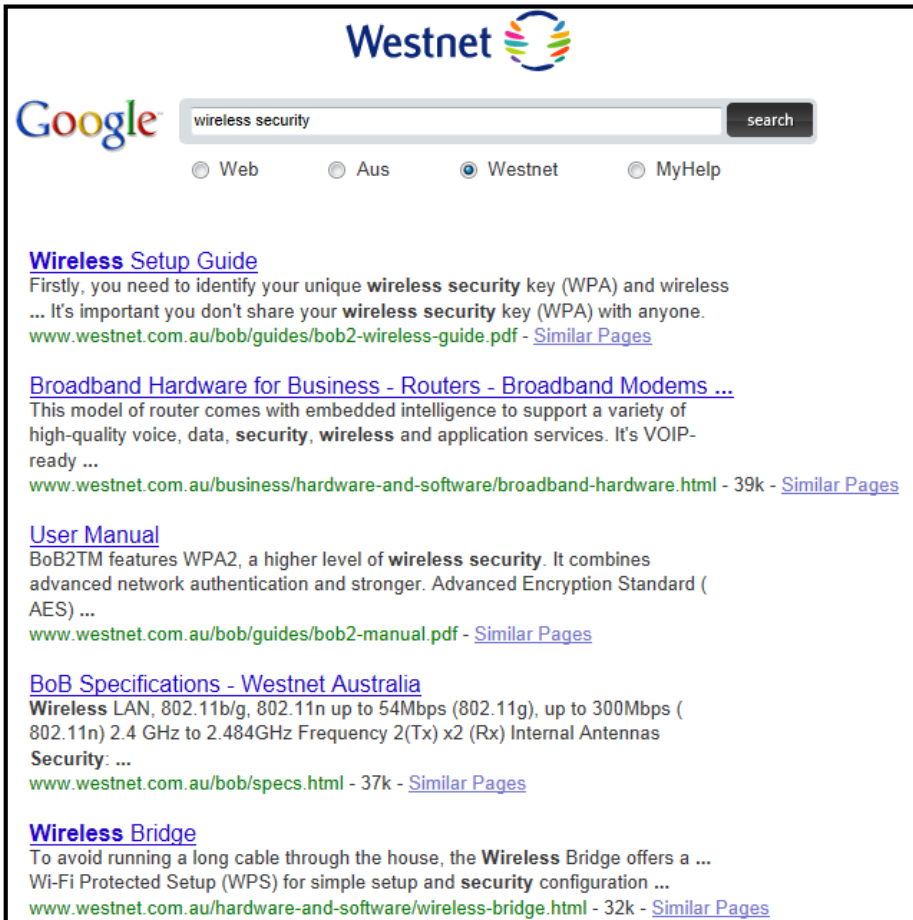 Westnet
Google
wireless security
search
Web
Aus
Westnet
MyHelp
Wireless Setup Guide
Firstly, you need to identify your unique wireless security key (WPA) and wireless
... It's important you don't share your wireless security key (WPA) with anyone.
www.westnet.com.au/bob/guides/bob2-wireless-guide.pdf - Similar Pages
Broadband Hardware for Business - Routers - Broadband Modems ...
This model of router comes with embedded intelligence to support a variety of
high-quality voice, data, security, wireless and application services. It's VOIP-
ready ...
www.westnet.com.au/business/hardware-and-software/broadband-hardware.html - 39k - Similar Pages
User Manual
BoB2TM features WPA2, a higher level of wireless security. It combines
advanced network authentication and stronger. Advanced Encryption Standard (
AES) ...
www.westnet.com.au/bob/guides/bob2-manual.pdf - Similar Pages
BoB Specifications - Westnet Australia
Wireless LAN, 802.11b/g, 802.11n up to 54Mbps (802.11g), up to 300Mbps (
802.11n) 2.4 GHz to 2.484GHz Frequency 2(Tx) x2 (Rx) Internal Antennas
Security: ...
www.westnet.com.au/bob/specs.html - 37k - Similar Pages
Wireless Bridge
To avoid running a long cable through the house, the Wireless Bridge offers a ...
Wi-Fi Protected Setup (WPS) for simple setup and security configuration ...
www.westnet.com.au/hardware-and-software/wireless-bridge.html - 32k - Similar Pages